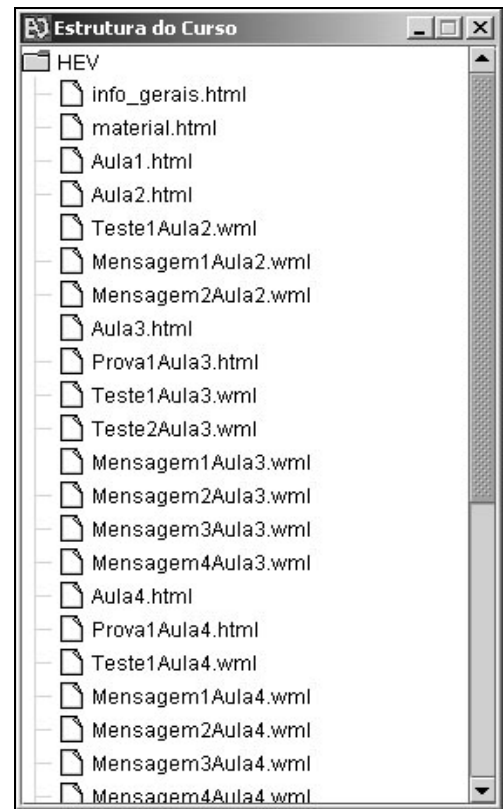 Estrutura do Curso
HEV
info_gerais.html
material.html
Aula1.html
Aula2.html
Teste1Aula2.wml
Mensagem1Aula2.wml
Mensagem2Aula2.wml
Aula3.html
Prova1Aula3.html
Teste1Aula3.wml
Teste2Aula3.wml
Mensagem1Aula3.wml
Mensagem2Aula3.wml
Mensagem3Aula3.wml
Mensagem4Aula3.wml
Aula4.html
Prova1Aula4.html
Teste1Aula4.wml
Mensagem1Aula4.wml
Mensagem2Aula4.wml
Mensagem3Aula4.wml
Mensagem4Aula4.wml